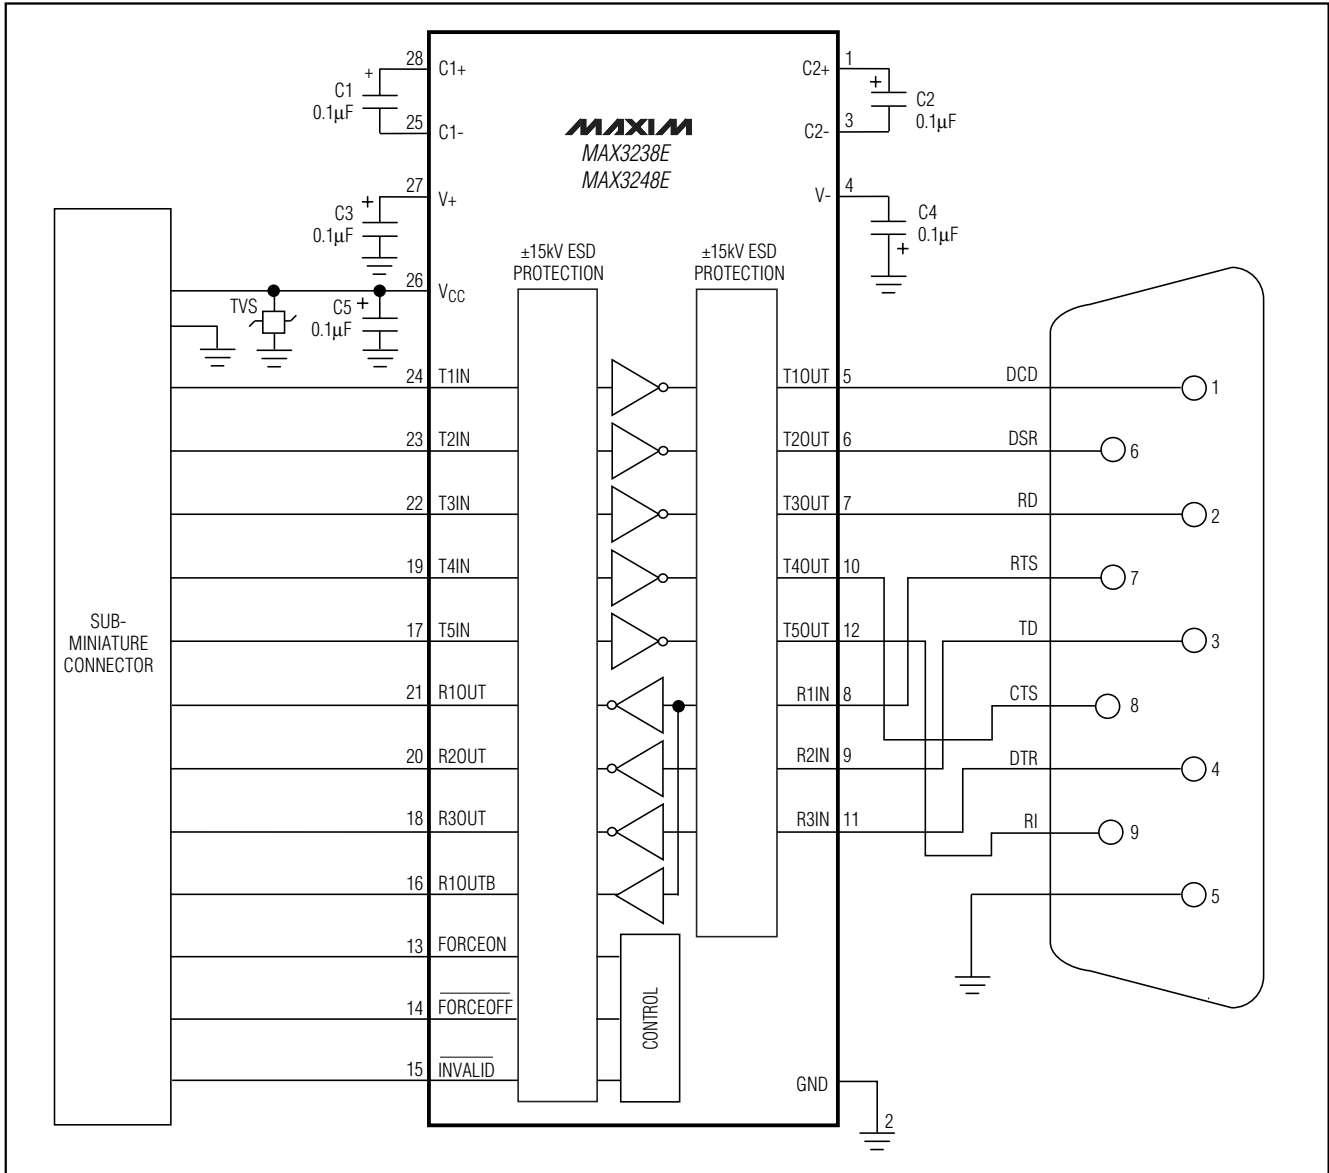 28 C1+
C2+ 1
+
C1
0.1μF
+
C2
0.1μF
25 C1-
C2- 3
MAXIM
MAX3238E
MAX3248E
27 V+
V- 4
+
C3
0.1μF
C4
0.1μF
+
±15kV ESD
PROTECTION
±15kV ESD
PROTECTION
26 VCC
TVS
C5 +
0.1μF
24 T1IN
T1OUT 5
DCD
1
23 T2IN
T2OUT 6
DSR
6
22 T3IN
T3OUT 7
RD
2
19 T4IN
T4OUT 10
RTS
7
SUB-
MINIATURE
CONNECTOR
17 T5IN
T5OUT 12
TD
3
21 R1OUT
R1IN 8
CTS
8
20 R2OUT
R2IN 9
DTR
4
18 R3OUT
R3IN 11
RI
9
16 R1OUTB
5
13 FORCEON
14 FORCEOFF
CONTROL
15 INVALID
GND
2